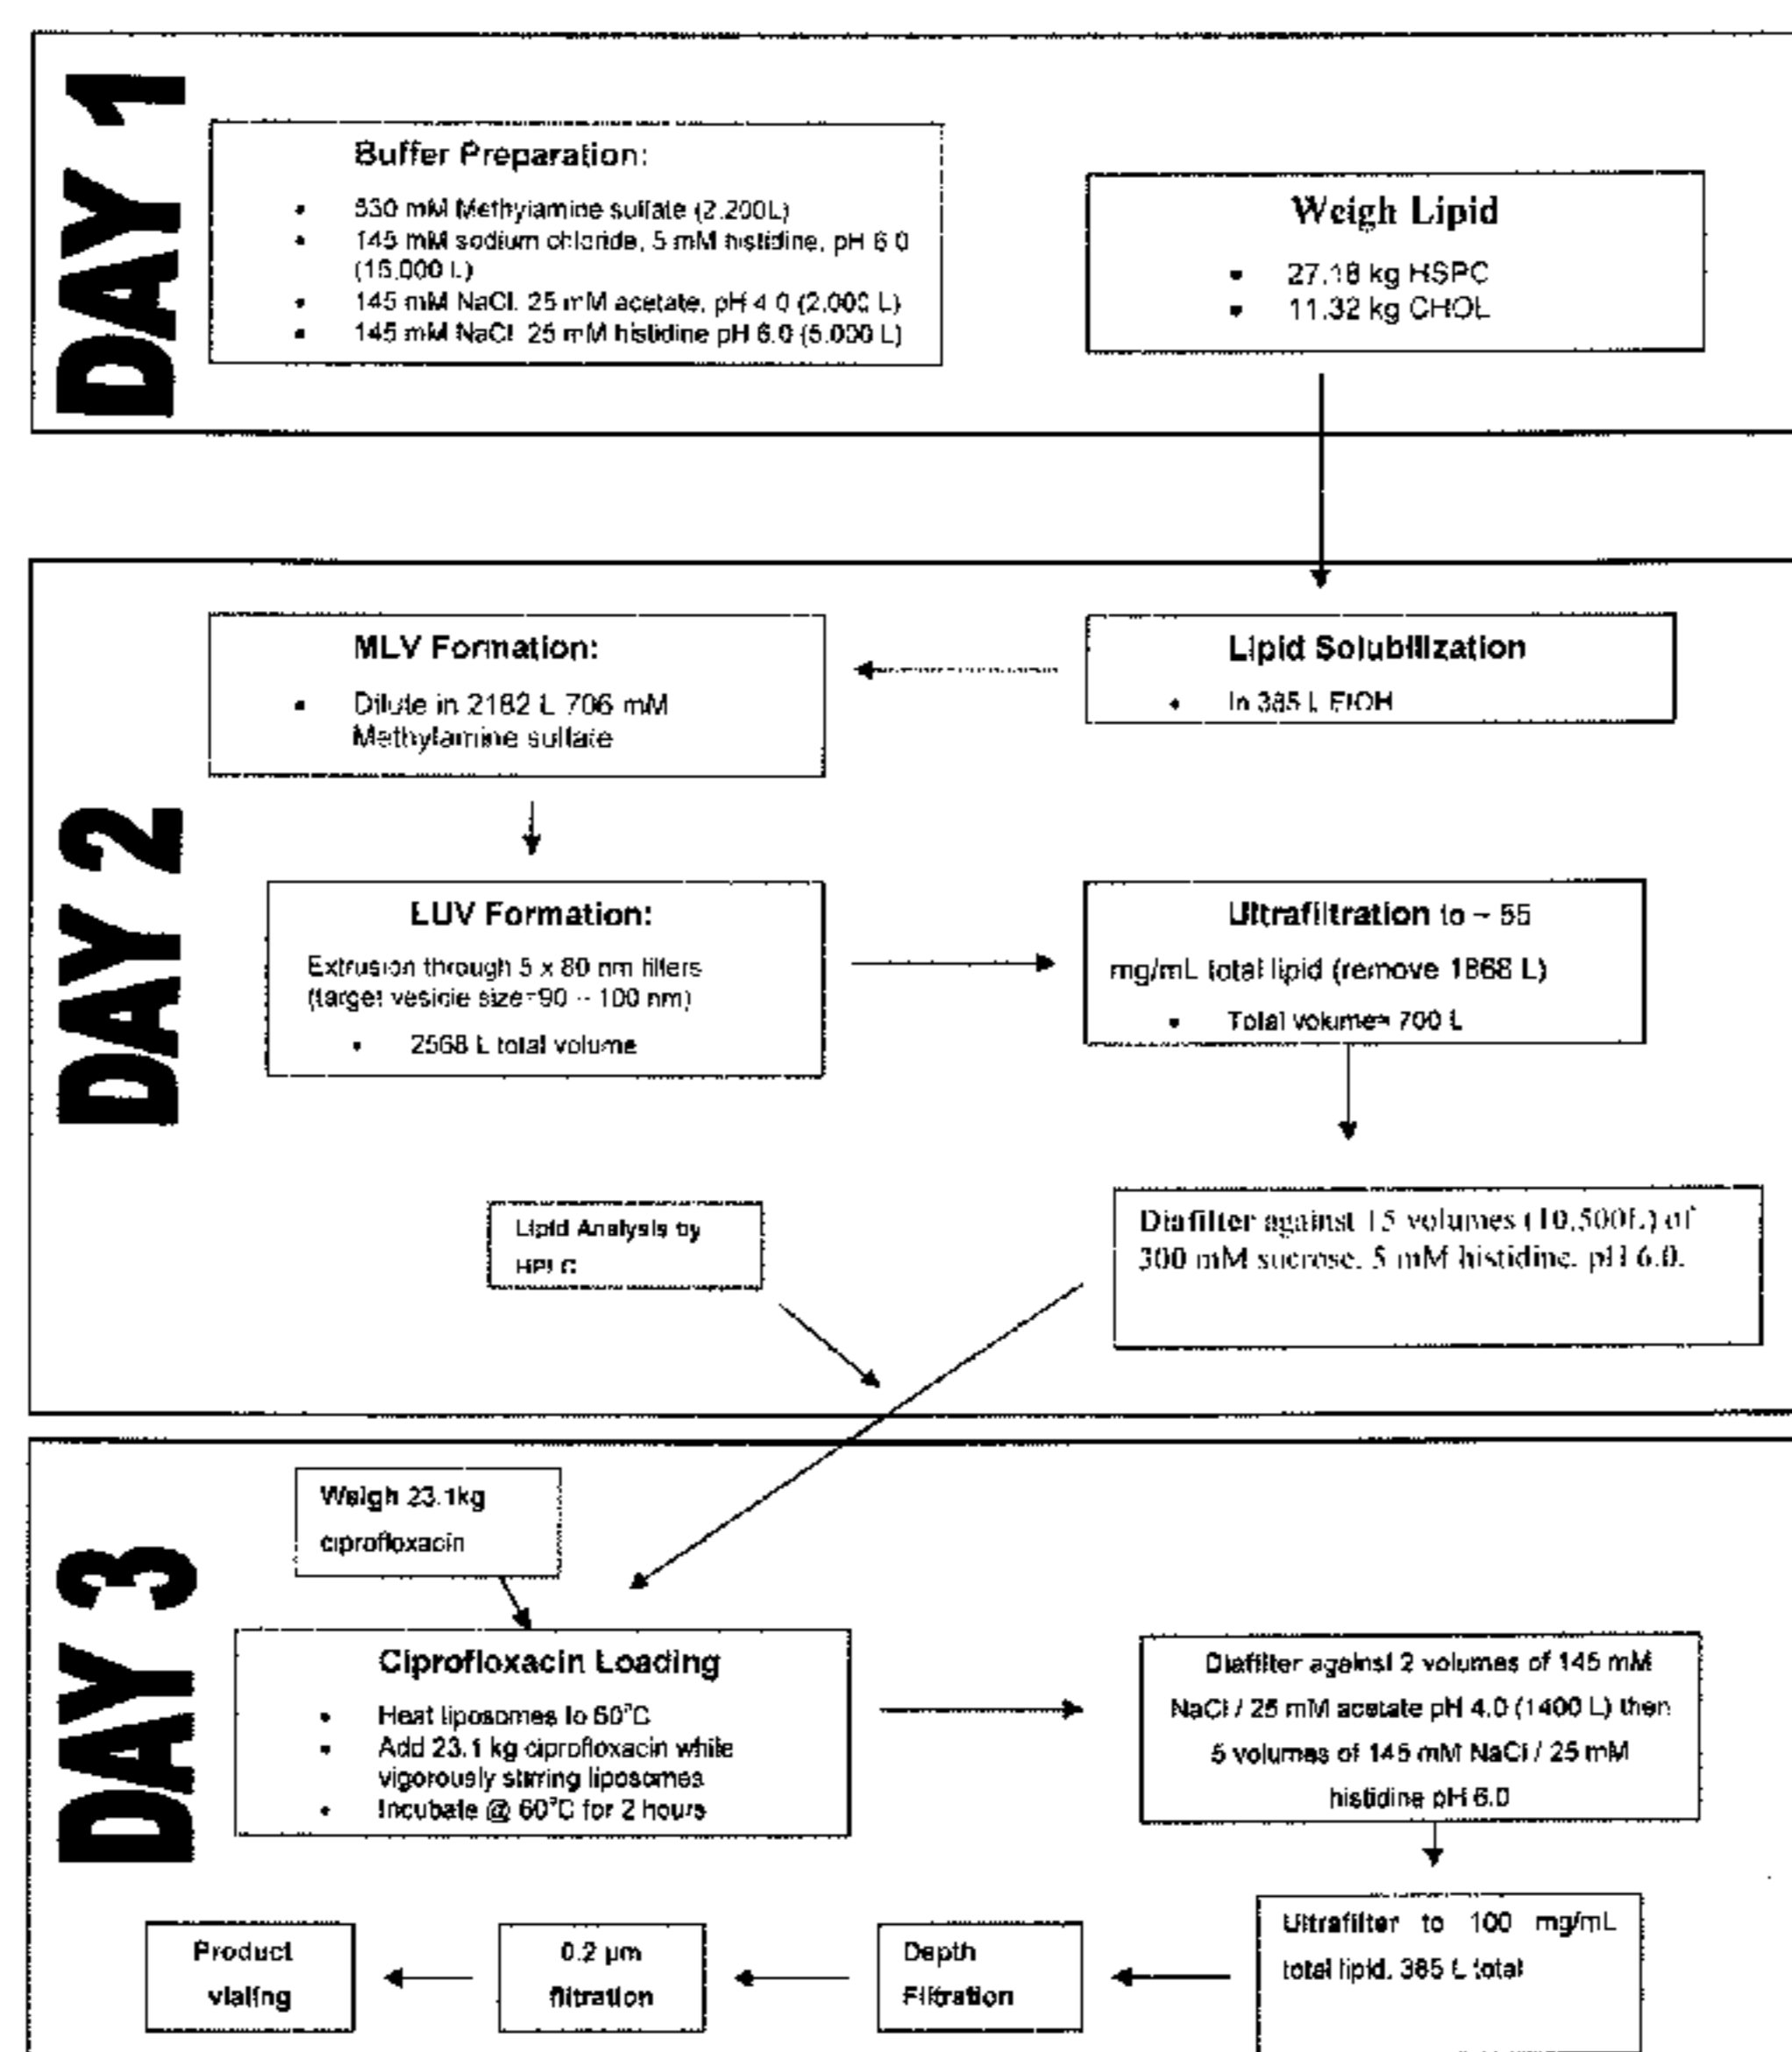 DAY 1
Buffer Preparation:
• 530 mM Methylamine sulfate (2,200L)
• 145 mM sodium chloride, 5 mM histidine, pH 6.0
(15,000 L)
• 145 mM NaCl, 25 mM acetate, pH 4.0 (2,000 L)
• 145 mM NaCl, 25 mM histidine pH 6.0 (5,000 L)
Weigh Lipid
• 27.18 kg HSPC
• 11.32 kg CHOL
DAY 2
Lipid Solubilization
• In 385 L EtOH
MLV Formation:
• Dilute in 2182 L 706 mM
Methylamine sulfate
LUV Formation:
Extrusion through 5 x 80 nm filters
(target vesicle size=90 – 100 nm)
• 2568 L total volume
Ultrafiltration to ~ 55
mg/mL total lipid (remove 1868 L)
• Total volume= 700 L
Diafilter against 15 volumes (10,500L) of
300 mM sucrose, 5 mM histidine, pH 6.0.
Lipid Analysis by
HPLC
DAY 3
Weigh 23.1kg
ciprofloxacin
Ciprofloxacin Loading
• Heat liposomes to 60°C
• Add 23.1 kg ciprofloxacin while
vigorously stirring liposomes
• Incubate @ 60°C for 2 hours
Diafilter against 2 volumes of 145 mM
NaCl / 25 mM acetate pH 4.0 (1400 L) then
5 volumes of 145 mM NaCl / 25 mM
histidine pH 6.0
Ultrafilter to 100 mg/mL
total lipid, 385 L total
Depth
Filtration
0.2 µm
filtration
Product
vialing